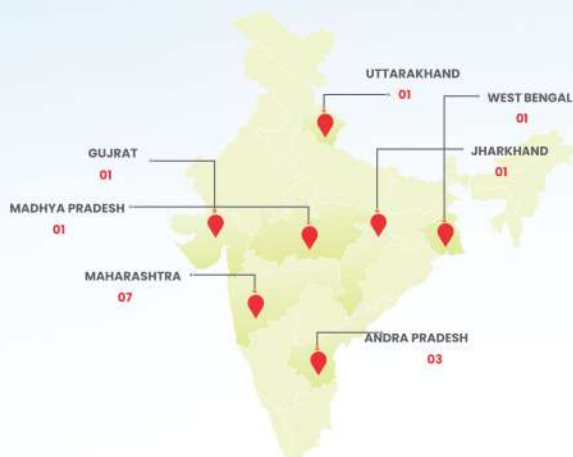 UTTARAKHAND
01
WEST BENGAL
01
GUJRAT
01
JHARKHAND
01
MADHYA PRADESH
01
MAHARASHTRA
07
ANDRA PRADESH
03